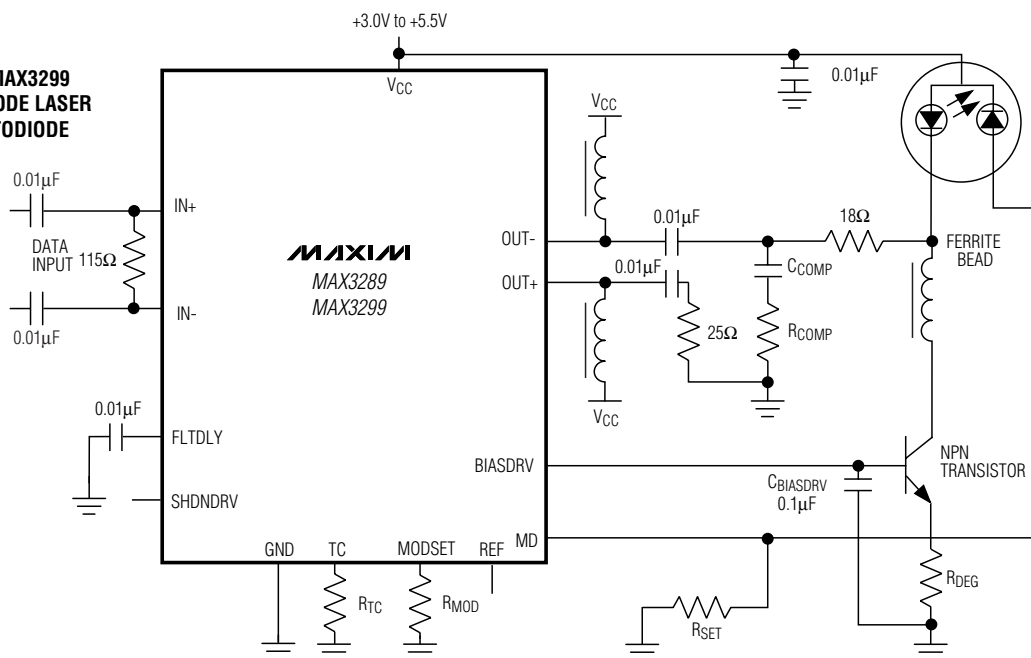 +3.0V to +5.5V
MAX3299
ODE LASER
TODIODE
VCC
0.01µF
VCC
0.01µF
IN+
DATA
INPUT
115Ω
IN-
0.01µF
MAXIM
MAX3289
MAX3299
OUT-
OUT+
0.01µF
0.01µF
18Ω
FERRITE
BEAD
CCOMP
25Ω
RCOMP
VCC
0.01µF
FLTDLY
SHDNDRV
BIASDRV
CBIASDRV
0.1µF
NPN
TRANSISTOR
GND
TC
MODSET
REF
MD
RTC
RMOD
RSET
RDEG